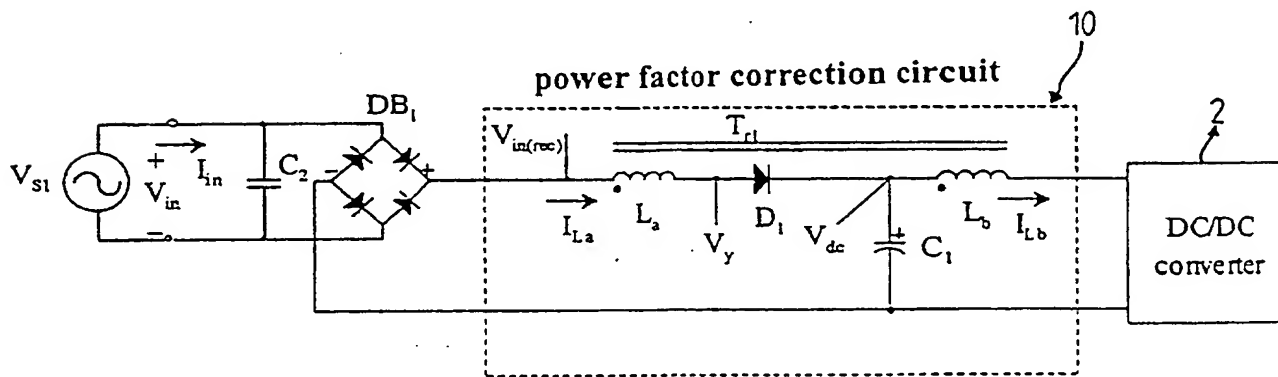 10
power factor correction circuit
DB1
Tr1
2
Vin(rec)
VS1
+
Vin
−
Iin
C2
−
+
ILa
La
Vy
D1
Vdc
+
C1
Lb
ILb
DC/DC
converter